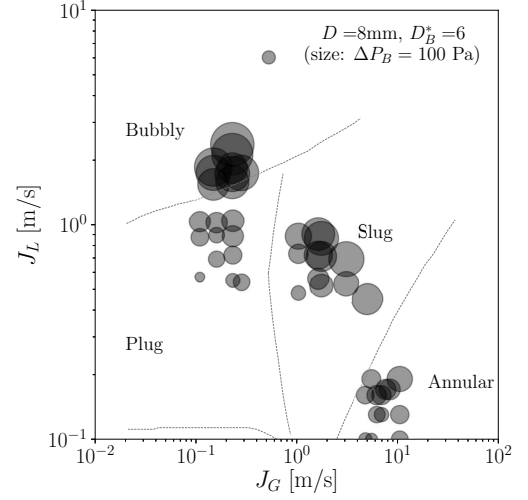 D = 8mm, D_B^* = 6
(size: ΔP_B = 100 Pa)
Bubbly
Slug
Plug
Annular
10^1
10^0
10^{-1}
J_L [m/s]
10^{-2} 10^{-1} 10^0 10^1 10^2
J_G [m/s]